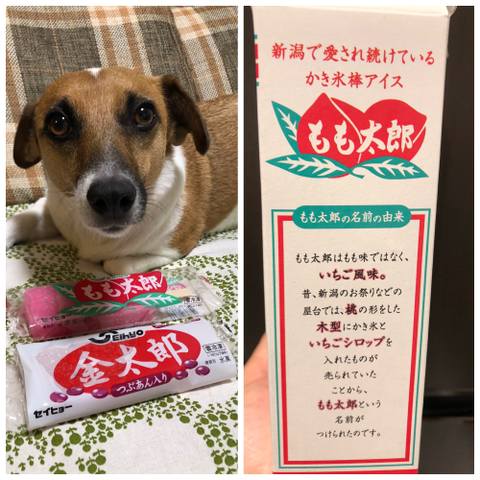 もも太郎
セイヒョー
Seihyo
金太郎
つぶあん入り
セイヒョー
新潟で愛され続けている
かき氷棒アイス
もも太郎
もも太郎の名前の由来
もも太郎はもも味ではなく、
いちご風味。
昔、新潟のお祭りなどの
屋台では、桃の形をした
木型にかき氷と
いちごシロップを
入れたものが
売られていた
ことから、
もも太郎という
名前が
つけられたのです。